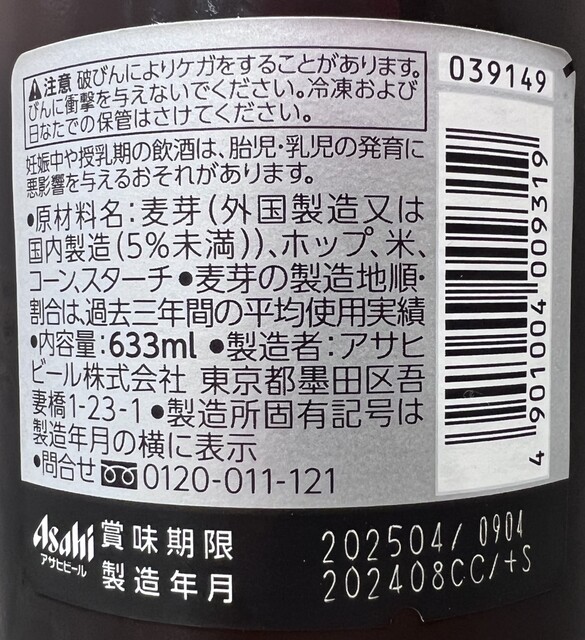 ⚠注意 破びんによりケガをすることがあります。
びんに衝撃を与えないでください。冷凍および
日なたでの保管はさけてください。
妊娠中や授乳期の飲酒は、胎児・乳児の発育に
悪影響を与えるおそれがあります。
●原材料名：麦芽(外国製造又は
国内製造(5%未満))、ホップ、米、
コーン、スターチ ●麦芽の製造地順・
割合は、過去三年間の平均使用実績
●内容量：633ml ●製造者：アサヒ
ビール株式会社 東京都墨田区吾
妻橋1-23-1 ●製造所固有記号は
製造年月の横に表示
●問合せ 0120-011-121
039149
4 901004 009319
Asahi
アサヒビール
賞味期限 202504/ 0904
製造年月 202408CC/+S